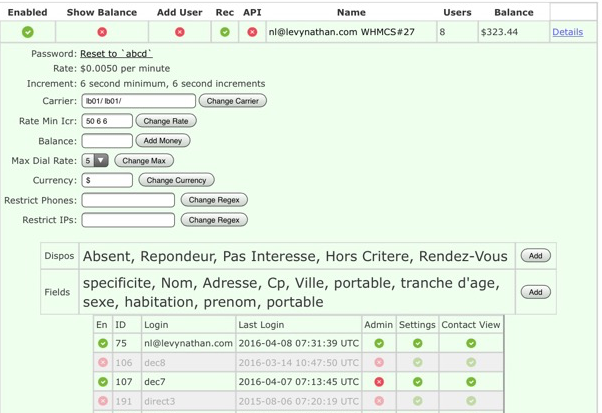 Enabled Show Balance Add User Rec API Name Users Balance
nl@levynathan.com WHMCS#27 8 $323.44 Details
Password: Reset to `abcd`
Rate: $0.0050 per minute
Increment: 6 second minimum, 6 second increments
Carrier: lb01/ lb01/ Change Carrier
Rate Min Icr: 50 6 6 Change Rate
Balance: Add Money
Max Dial Rate: 5 Change Max
Currency: $ Change Currency
Restrict Phones: Change Regex
Restrict IPs: Change Regex
Dispos Absent, Repondeur, Pas Interesse, Hors Critere, Rendez-Vous Add
Fields specificite, Nom, Adresse, Cp, Ville, portable, tranche d'age,
sexe, habitation, prenom, portable Add
En ID Login Last Login Admin Settings Contact View
75 nl@levynathan.com 2016-04-08 07:31:39 UTC
106 dec8 2016-03-14 10:47:50 UTC
107 dec7 2016-04-07 07:13:45 UTC
191 direct3 2015-08-06 07:20:19 UTC